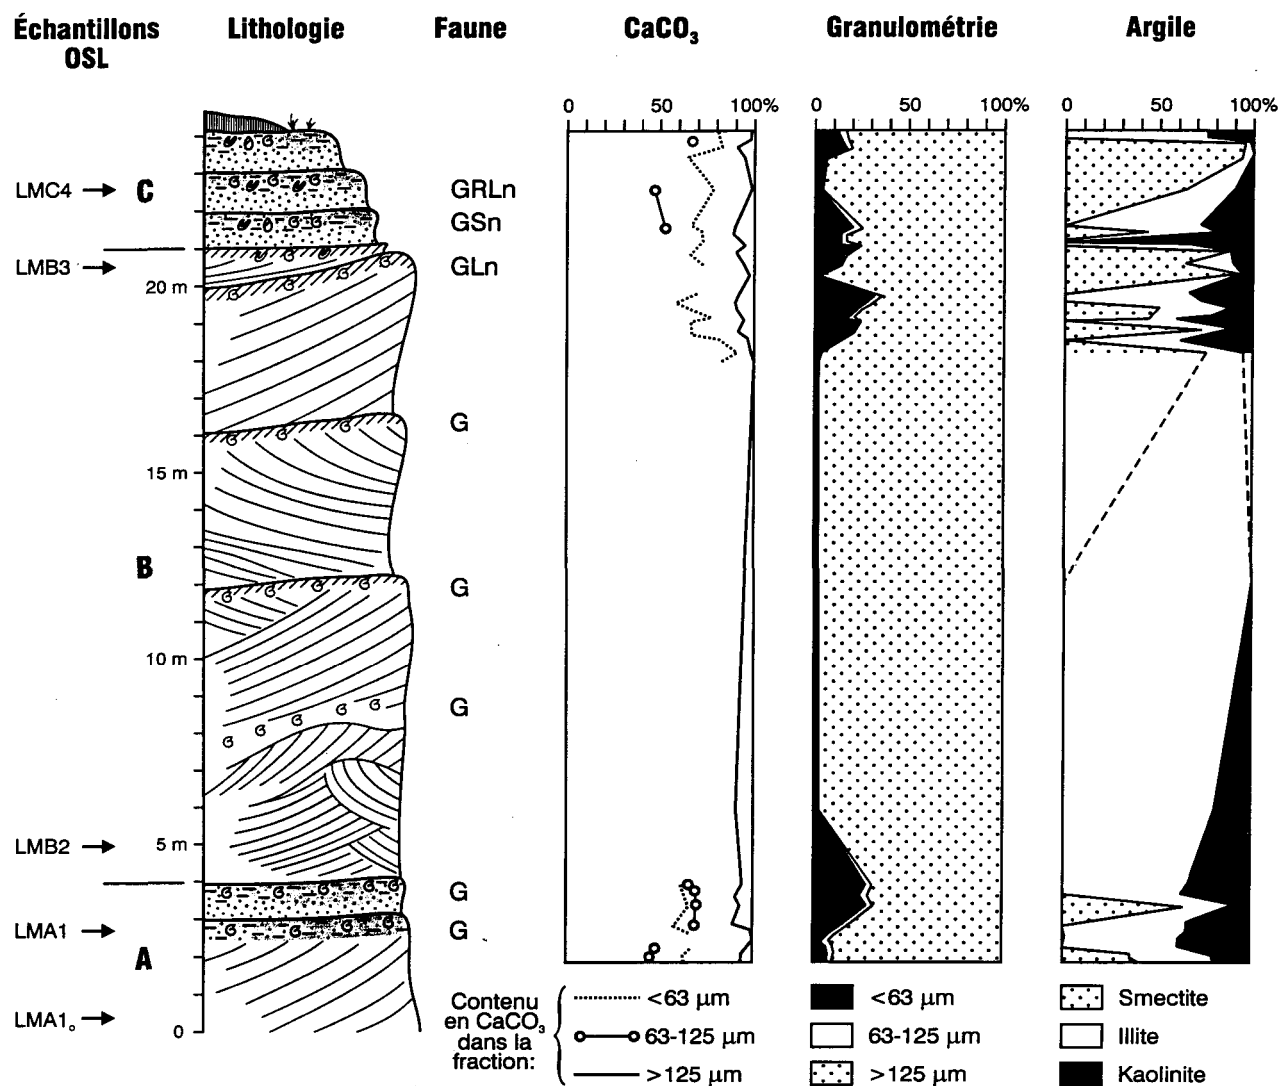 Échantillons OSL
Lithologie
Faune
CaCO₃
Granulométrie
Argile
0 50 100%
0 50 100%
0 50 100%
LMC4
C
GRLn
GSn
LMB3
GLn
20 m
G
15 m
B
G
10 m
G
LMB2
5 m
G
LMA1
G
A
LMA1₀
0
Contenu
en CaCO₃
dans la
fraction:
<63 µm
63-125 µm
>125 µm
<63 µm
63-125 µm
>125 µm
Smectite
Illite
Kaolinite